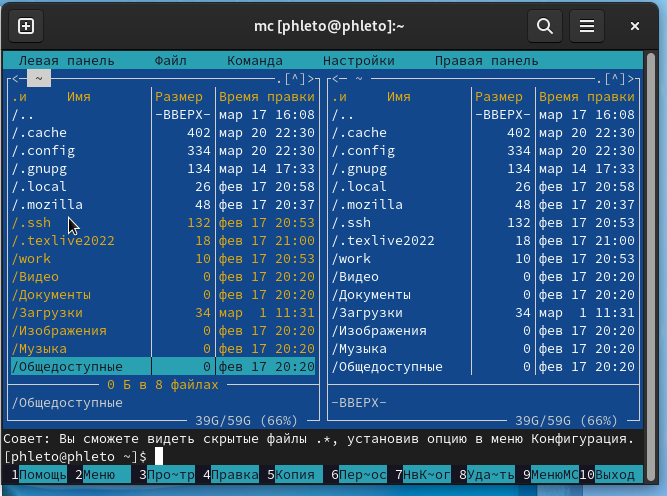 mc [phleto@phleto]:~
Левая панель Файл Команда Настройки Правая панель
<─ ~ .[^]> <─ ~ .[^]>
.и Имя Размер Время правки .и Имя Размер Время правки
/.. -ВВЕРХ- мар 17 16:08 /.. -ВВЕРХ- мар 17 16:08
/.cache 402 мар 20 22:30 /.cache 402 мар 20 22:30
/.config 334 мар 20 22:30 /.config 334 мар 20 22:30
/.gnupg 134 мар 14 17:33 /.gnupg 134 мар 14 17:33
/.local 26 фев 17 20:58 /.local 26 фев 17 20:58
/.mozilla 48 фев 17 20:37 /.mozilla 48 фев 17 20:37
/.ssh 132 фев 17 20:53 /.ssh 132 фев 17 20:53
/.texlive2022 18 фев 17 21:00 /.texlive2022 18 фев 17 21:00
/work 10 фев 17 20:53 /work 10 фев 17 20:53
/Видео 0 фев 17 20:20 /Видео 0 фев 17 20:20
/Документы 0 фев 17 20:20 /Документы 0 фев 17 20:20
/Загрузки 34 мар 1 11:31 /Загрузки 34 мар 1 11:31
/Изображения 0 фев 17 20:20 /Изображения 0 фев 17 20:20
/Музыка 0 фев 17 20:20 /Музыка 0 фев 17 20:20
/Общедоступные 0 фев 17 20:20 /Общедоступные 0 фев 17 20:20
0 Б в 8 файлах
/Общедоступные -ВВЕРХ-
39G/59G (66%) 39G/59G (66%)
Совет: Вы сможете видеть скрытые файлы .*, установив опцию в меню Конфигурация.
[phleto@phleto ~]$
1Помощь 2Меню 3Про~тр 4Правка 5Копия 6Пер~ос 7НвК~ог 8Уда~ть 9МенюМС 10Выход